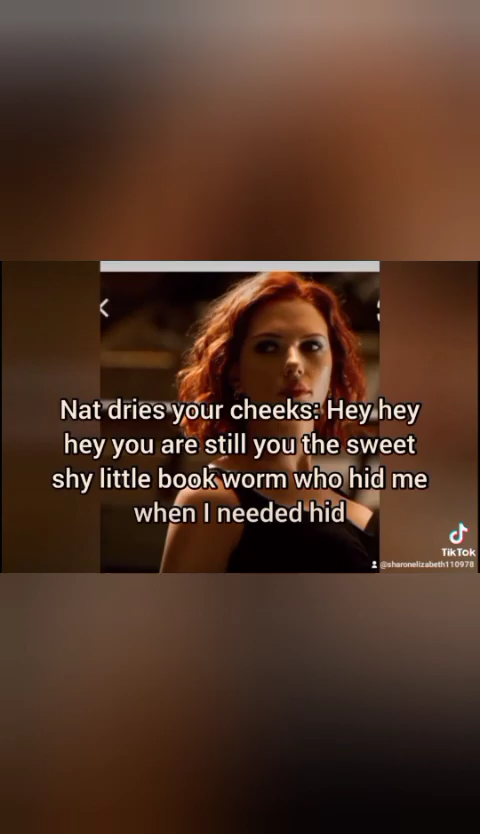 Nat dries your cheeks: Hey hey
hey you are still you the sweet
shy little book worm who hid me
when I needed hid
TikTok
@sharonelizabeth110978